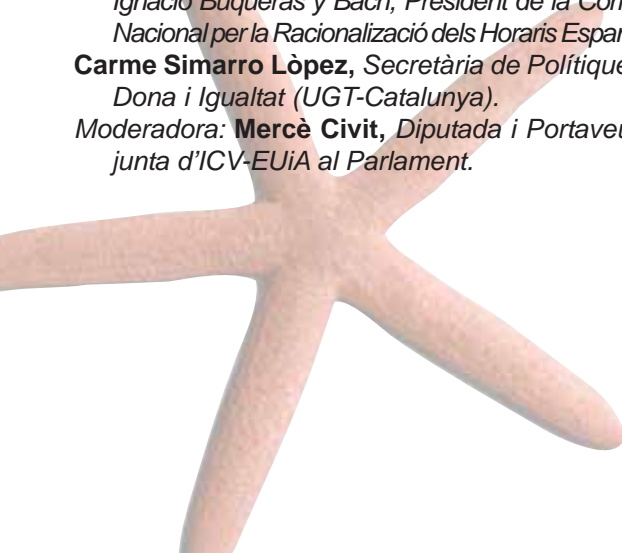 Ignacio Buqueras y Bach, President de la Com
Nacional per la Racionalizació dels Horaris Espan
Carme Simarro Lòpez, Secretària de Polítique
Dona i Igualtat (UGT-Catalunya).
Moderadora: Mercè Civit, Diputada i Portaveu
junta d’ICV-EUiA al Parlament.